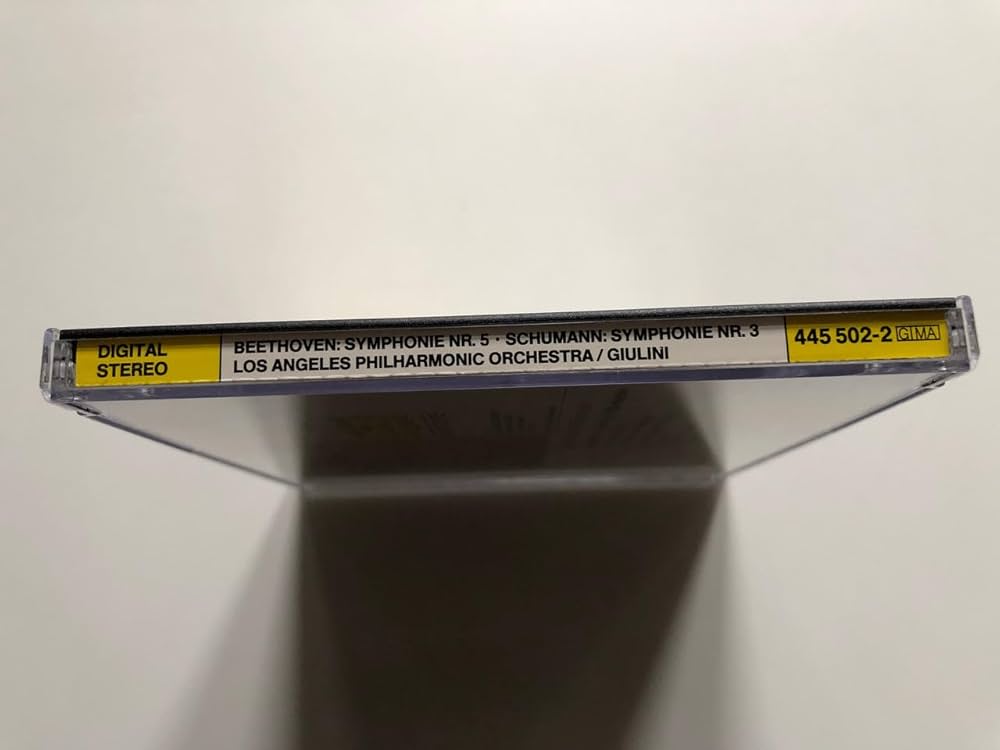 DIGITAL
STEREO
BEETHOVEN: SYMPHONIE NR. 5 · SCHUMANN: SYMPHONIE NR. 3
LOS ANGELES PHILHARMONIC ORCHESTRA / GIULINI
445 502-2 GIMA